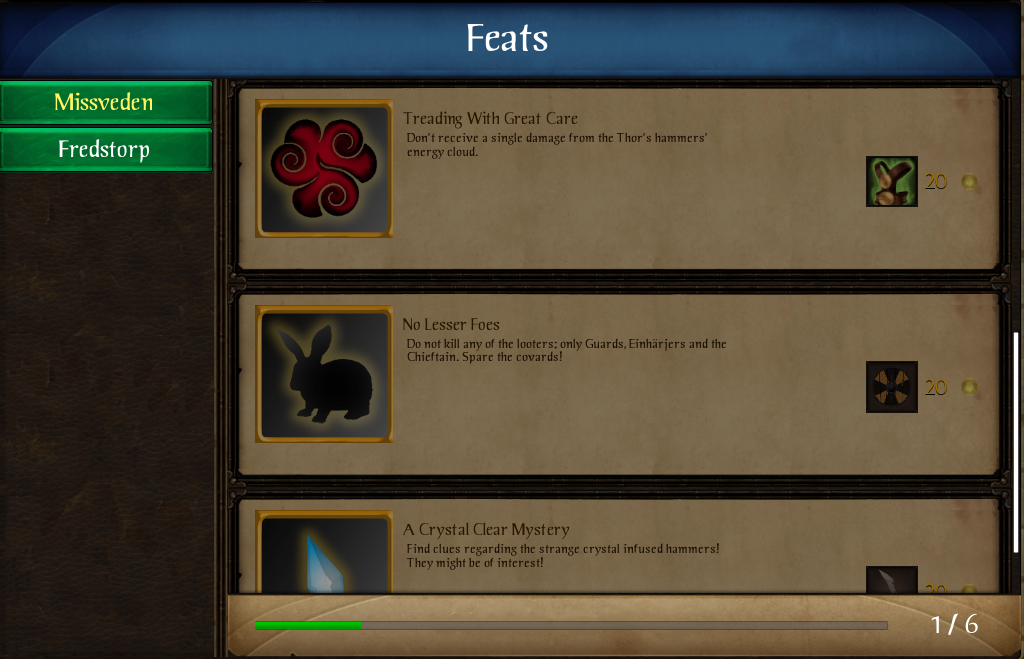 Feats
Missveden
Fredstorp
Treading With Great Care
Don't receive a single damage from the Thor's hammers'
energy cloud.
20
No Lesser Foes
Do not kill any of the looters; only Guards, Einhärjers and the
Chieftain. Spare the covards!
20
A Crystal Clear Mystery
Find clues regarding the strange crystal infused hammers!
They might be of interest!
20
1 / 6